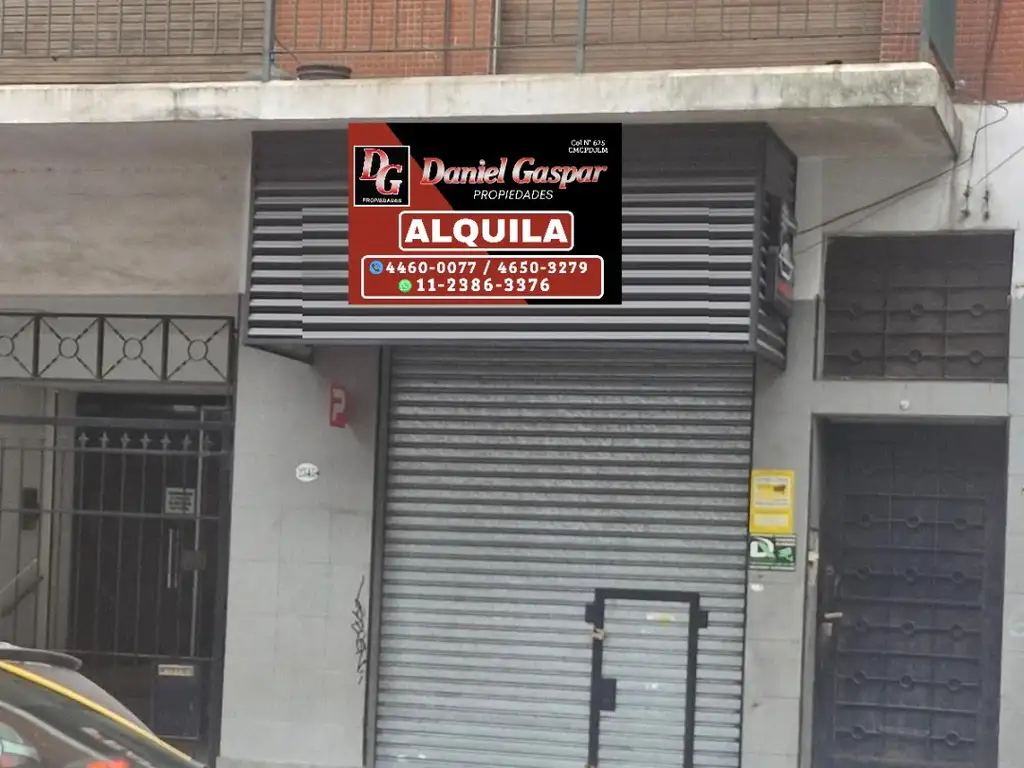 Col N° 675
CMCPDJLM
DG
PROPIEDADES
Daniel Gaspar
PROPIEDADES
ALQUILA
4460-0077 / 4650-3279
11-2386-3376
P